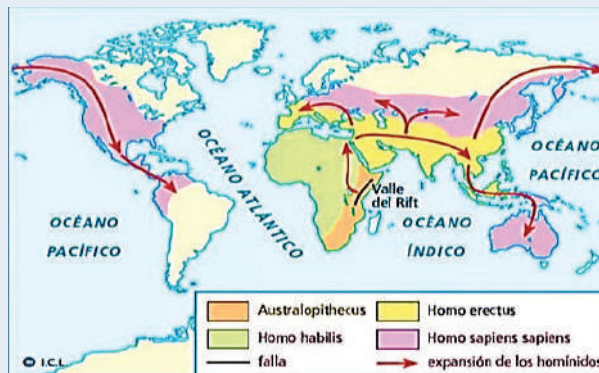 OCÉANO ATLÁNTICO
OCÉANO
PACÍFICO
Valle
del Rift
OCÉANO
PACÍFICO
OCÉANO
ÍNDICO
Australopithecus
Homo erectus
Homo habilis
Homo sapiens sapiens
falla
expansión de los homínidos
© I.C.L.